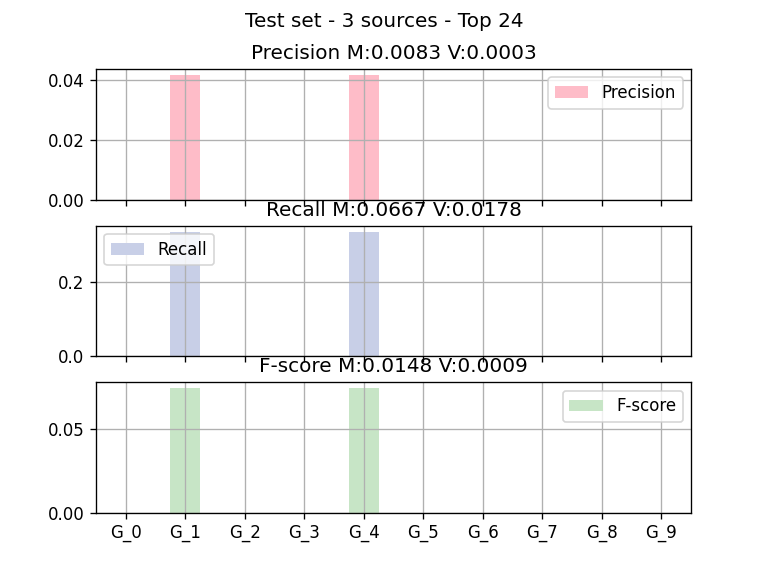 Test set - 3 sources - Top 24
Precision M:0.0083 V:0.0003
0.04
0.02
0.00
Precision
Recall M:0.0667 V:0.0178
0.2
0.0
Recall
F-score M:0.0148 V:0.0009
0.05
0.00
F-score
G_0 G_1 G_2 G_3 G_4 G_5 G_6 G_7 G_8 G_9